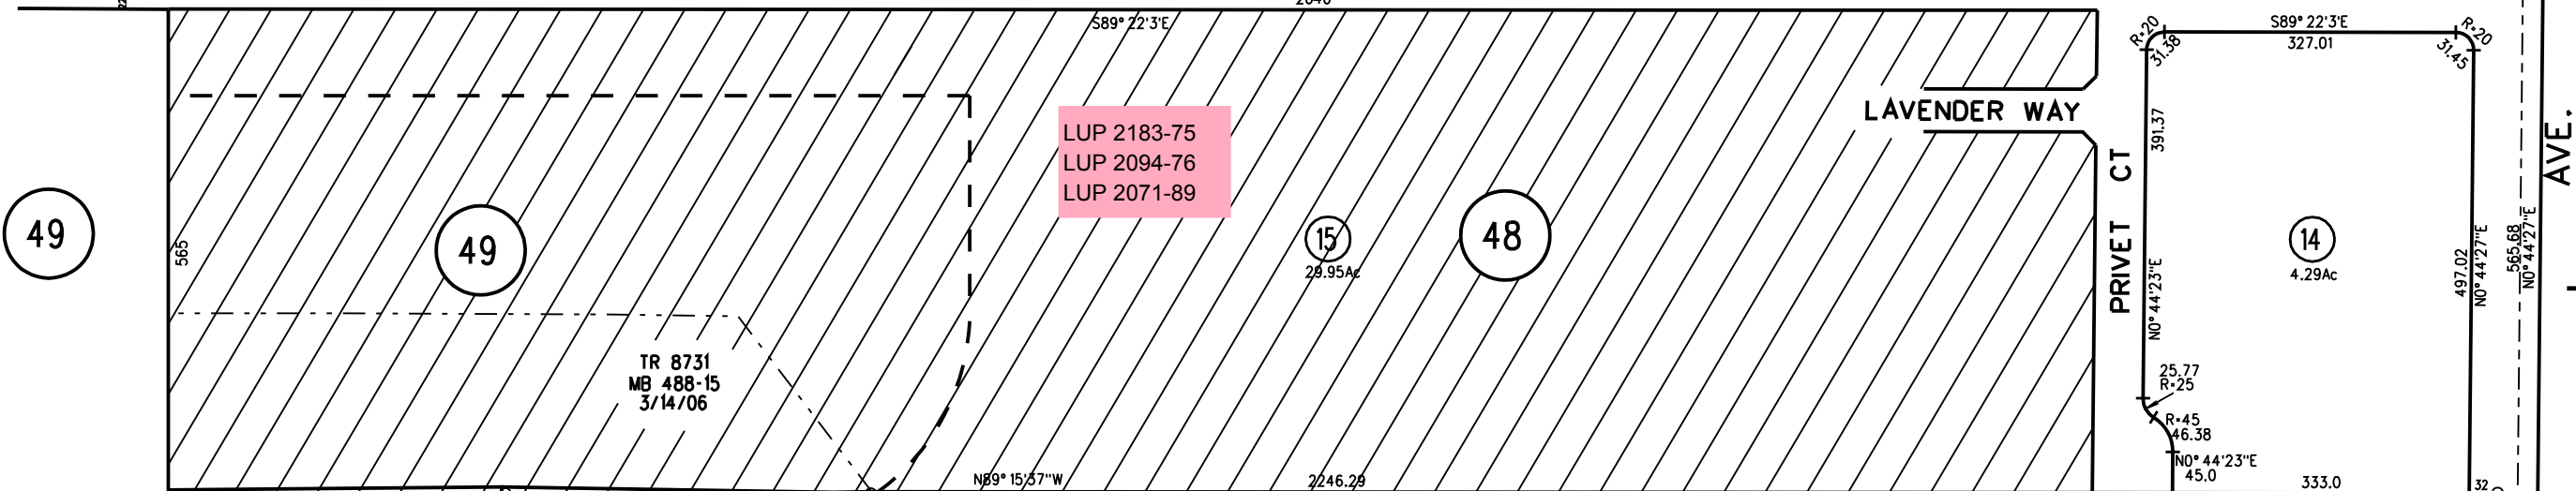 S89° 22'3'E
LUP 2183-75
LUP 2094-76
LUP 2071-89
49
565
49
TR 8731
MB 488-15
3/14/06
15
29.95Ac
48
N89° 15'37"W
2246.29
LAVENDER WAY
PRIVET CT
R=20
31.38
S89° 22'3'E
327.01
R=20
31.45
391.37
N0° 44'23"E
14
4.29Ac
497.02
N0° 44'27"E
565.68
N0° 44'27"E
AVE.
25.77
R=25
R=45
46.38
N0° 44'23"E
45.0
333.0
32